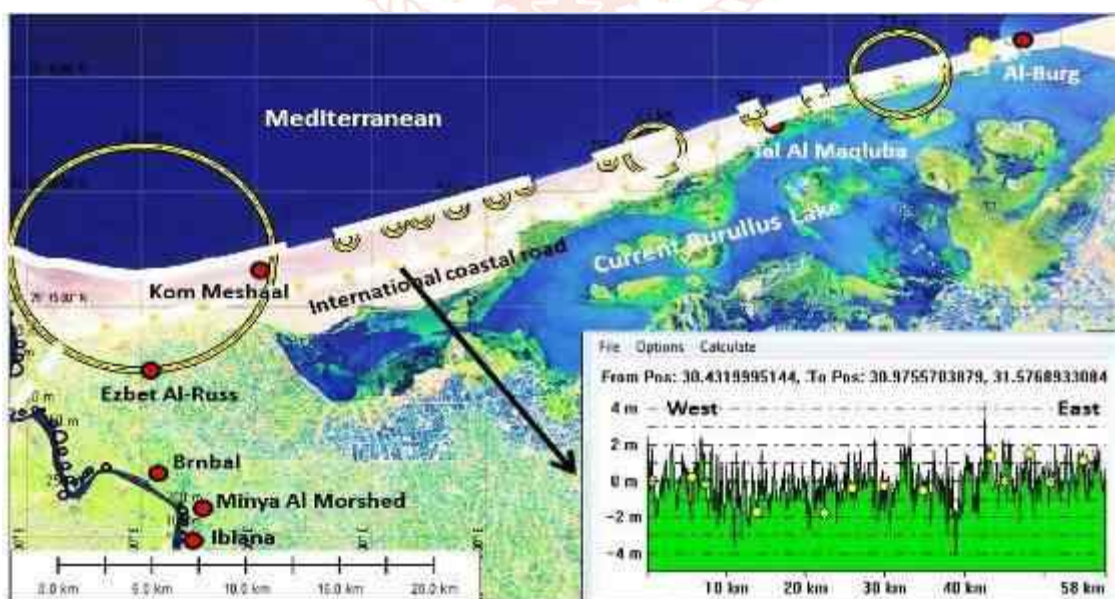 Mediterranean
Al-Burg
Tal Al Maqluba
Current Burullus Lake
International coastal road
Kom Meshaal
Ezbet Al-Russ
Brnbal
Minya Al Morshed
Iblana
0 m
0.0 km 5.0 km 10.0 km 15.0 km 20.0 km
File Options Calculate
From Pos: 30.4319995144, To Pos: 30.9755703879, 31.5768933084
4 m West East
2 m
0 m
-2 m
-4 m
10 km 20 km 30 km 40 km 58 km